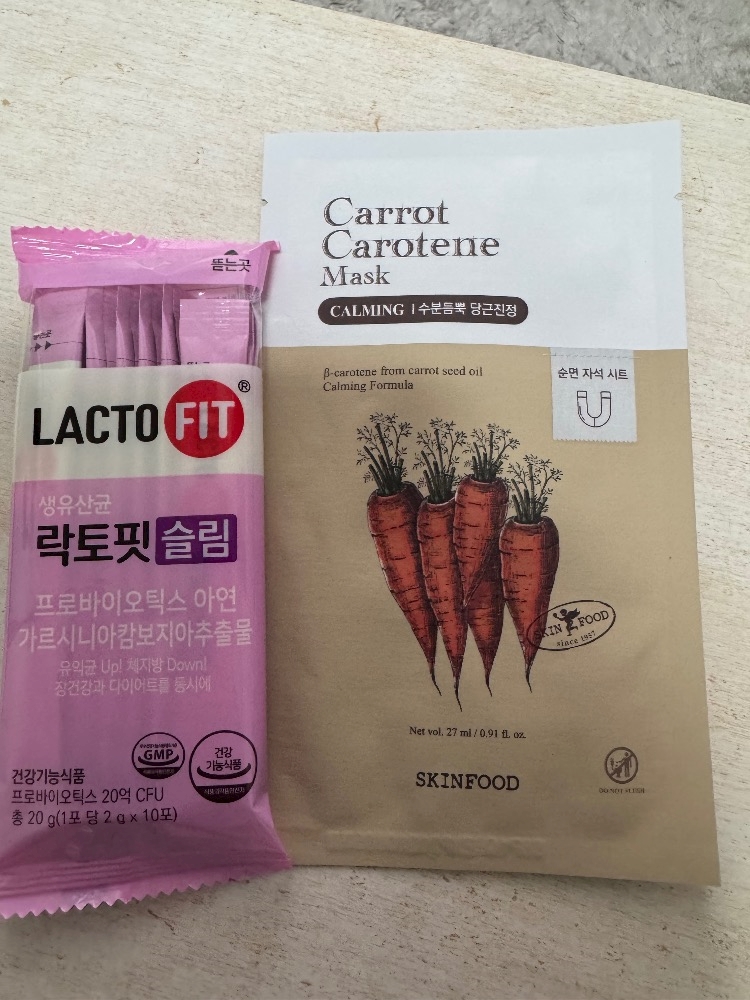 뜯는곳
LACTO FIT®
생유산균
락토핏 슬림
프로바이오틱스 아연
가르시니아캄보지아추출물
유익균 Up! 체지방 Down!
장건강과 다이어트를 동시에
GMP
건강
기능식품
건강기능식품
프로바이오틱스 20억 CFU
총 20 g(1포 당 2 g x 10포)
Carrot
Carotene
Mask
CALMING | 수분듬뿍 당근진정
β-carotene from carrot seed oil
Calming Formula
순면 자석 시트
SKIN FOOD
since 1957
Net vol. 27 ml / 0.91 fl. oz.
SKINFOOD
DO NOT FLUSH